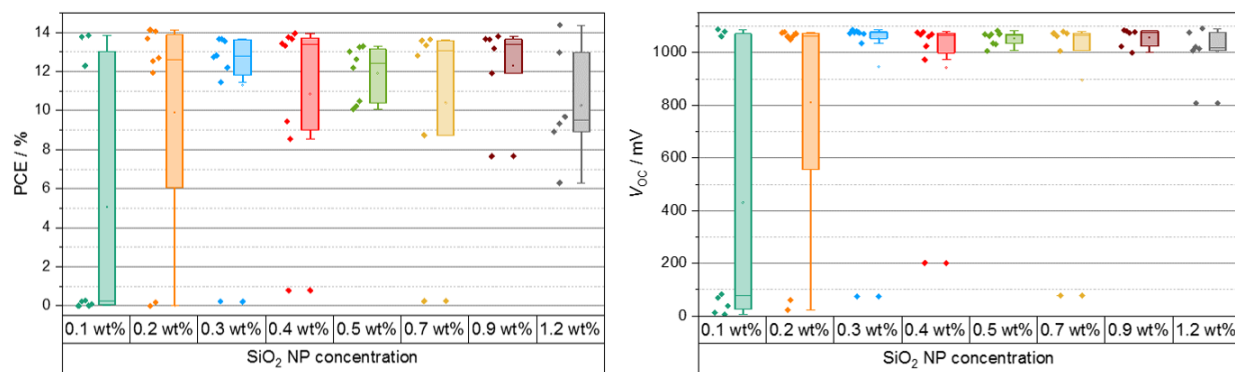 PCE / %
14
12
10
8
6
4
2
0
0.1 wt% 0.2 wt% 0.3 wt% 0.4 wt% 0.5 wt% 0.7 wt% 0.9 wt% 1.2 wt%
SiO₂ NP concentration
V_OC / mV
1000
800
600
400
200
0
0.1 wt% 0.2 wt% 0.3 wt% 0.4 wt% 0.5 wt% 0.7 wt% 0.9 wt% 1.2 wt%
SiO₂ NP concentration